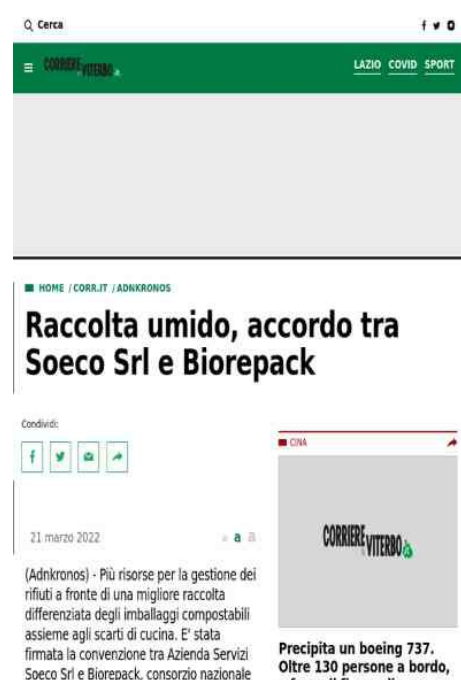 Cerca
CORRIERE VITERBO
LAZIO COVID SPORT
HOME / CORR.IT / ADNKRONOS
Raccolta umido, accordo tra
Soeco Srl e Biorepack
Condividi:
CINA
21 marzo 2022
a a a
CORRIERE VITERBO
(Adnkronos) - Più risorse per la gestione dei
rifiuti a fronte di una migliore raccolta
differenziata degli imballaggi compostabili
assieme agli scarti di cucina. E' stata
firmata la convenzione tra Azienda Servizi
Soeco Srl e Biorepack, consorzio nazionale
Precipita un boeing 737.
Oltre 130 persone a bordo,